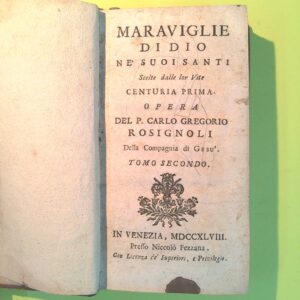 MARAVIGLIE
DI DIO
NE' SUOI SANTI
Scelte dalle lor Vite
CENTURIA PRIMA.
OPERA
DEL P. CARLO GREGORIO
ROSIGNOLI
Della Compagnia di Gesu'.
TOMO SECONDO.
IN VENEZIA, MDCCXLVIII.
Presso Niccolò Pezzana.
Con Licenza de' Superiori, e Privilegio.